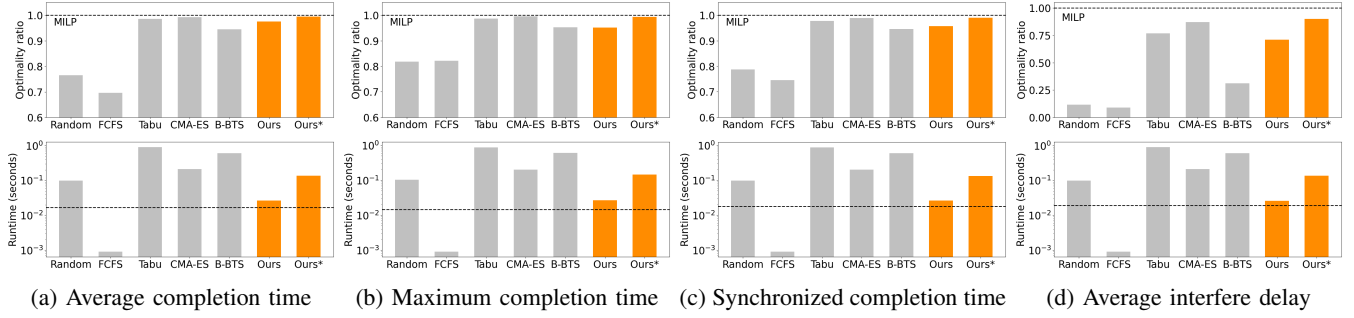 Optimality ratio
1.0
0.9
0.8
0.7
0.6
MILP
Random FCFS Tabu CMA-ES B-BTS Ours Ours*
Runtime (seconds)
10^0
10^-1
10^-2
10^-3
Random FCFS Tabu CMA-ES B-BTS Ours Ours*
(a) Average completion time
Optimality ratio
1.0
0.9
0.8
0.7
0.6
MILP
Random FCFS Tabu CMA-ES B-BTS Ours Ours*
Runtime (seconds)
10^0
10^-1
10^-2
10^-3
Random FCFS Tabu CMA-ES B-BTS Ours Ours*
(b) Maximum completion time
Optimality ratio
1.0
0.9
0.8
0.7
0.6
MILP
Random FCFS Tabu CMA-ES B-BTS Ours Ours*
Runtime (seconds)
10^0
10^-1
10^-2
10^-3
Random FCFS Tabu CMA-ES B-BTS Ours Ours*
(c) Synchronized completion time
Optimality ratio
1.00
0.75
0.50
0.25
0.00
MILP
Random FCFS Tabu CMA-ES B-BTS Ours Ours*
Runtime (seconds)
10^0
10^-1
10^-2
10^-3
Random FCFS Tabu CMA-ES B-BTS Ours Ours*
(d) Average interfere delay